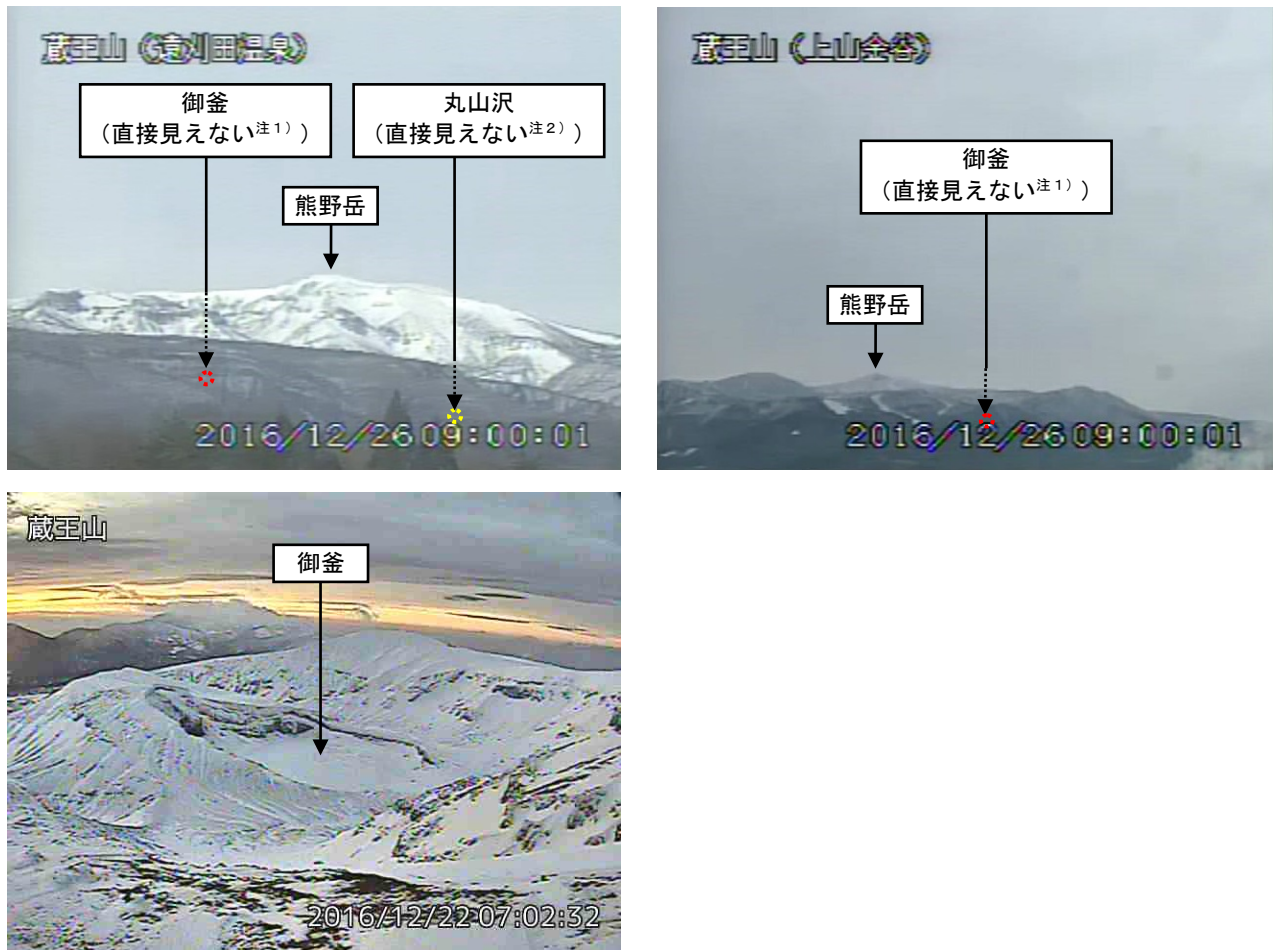 蔵王山（遠刈田温泉）
御釜
（直接見えない注１））
丸山沢
（直接見えない注２））
熊野岳
2016/12/26 09:00:01
蔵王山（上山金谷）
御釜
（直接見えない注１））
熊野岳
2016/12/26 09:00:01
蔵王山
御釜
2016/12/22 07:02:32